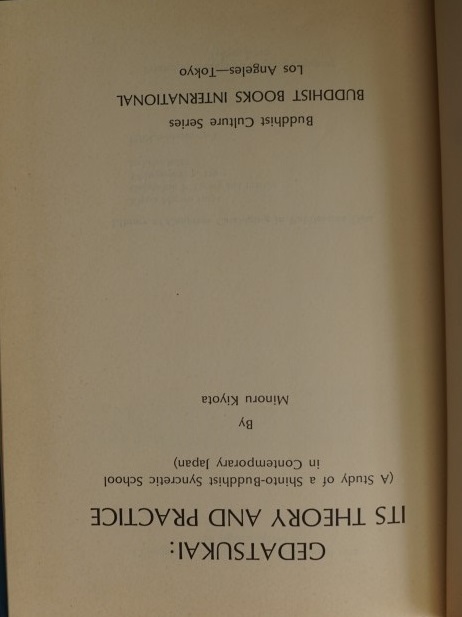 GEDATSUKAI:
ITS THEORY AND PRACTICE
(A Study of a Shinto-Buddhist Syncretic School
in Contemporary Japan)
By
Minoru Kiyota
Buddhist Culture Series
BUDDHIST BOOKS INTERNATIONAL
Los Angeles—Tokyo